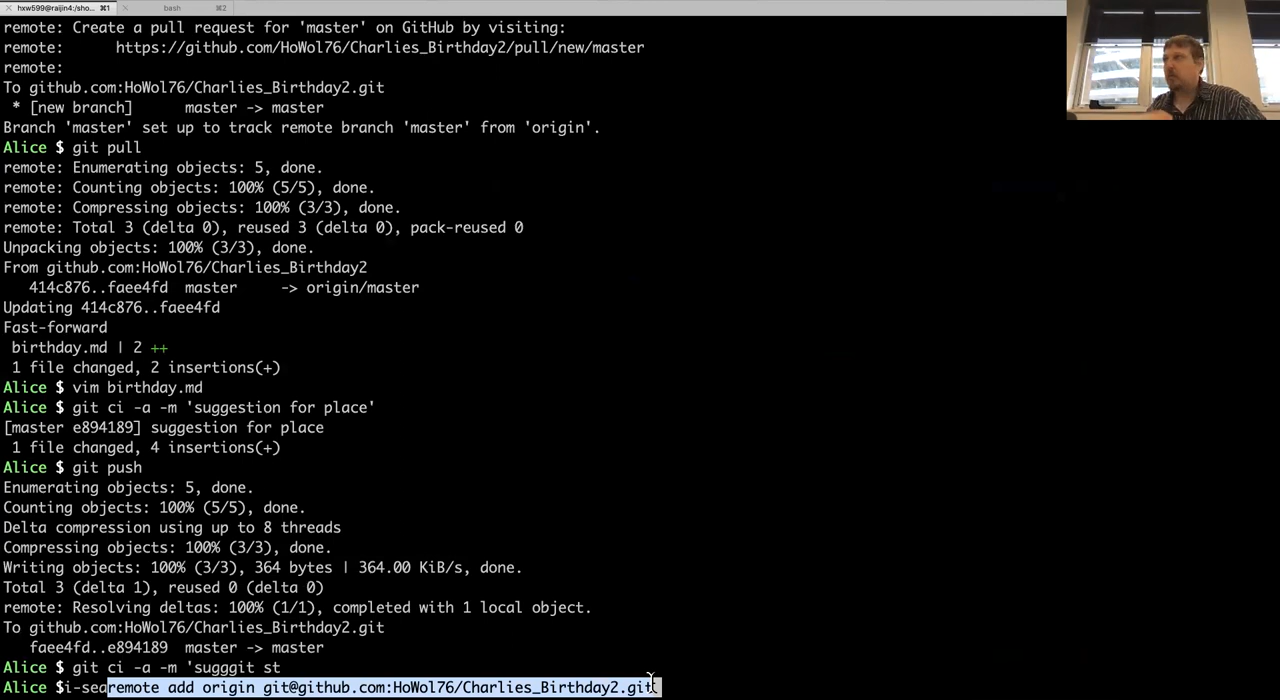 hxw599@raijin4:/sho... ⌘1 bash ⌘2
remote: Create a pull request for 'master' on GitHub by visiting:
remote:      https://github.com/HoWol76/Charlies_Birthday2/pull/new/master
remote:
To github.com:HoWol76/Charlies_Birthday2.git
 * [new branch]      master -> master
Branch 'master' set up to track remote branch 'master' from 'origin'.
Alice $ git pull
remote: Enumerating objects: 5, done.
remote: Counting objects: 100% (5/5), done.
remote: Compressing objects: 100% (3/3), done.
remote: Total 3 (delta 0), reused 3 (delta 0), pack-reused 0
Unpacking objects: 100% (3/3), done.
From github.com:HoWol76/Charlies_Birthday2
   414c876..faee4fd  master     -> origin/master
Updating 414c876..faee4fd
Fast-forward
 birthday.md | 2 ++
 1 file changed, 2 insertions(+)
Alice $ vim birthday.md
Alice $ git ci -a -m 'suggestion for place'
[master e894189] suggestion for place
 1 file changed, 4 insertions(+)
Alice $ git push
Enumerating objects: 5, done.
Counting objects: 100% (5/5), done.
Delta compression using up to 8 threads
Compressing objects: 100% (3/3), done.
Writing objects: 100% (3/3), 364 bytes | 364.00 KiB/s, done.
Total 3 (delta 1), reused 0 (delta 0)
remote: Resolving deltas: 100% (1/1), completed with 1 local object.
To github.com:HoWol76/Charlies_Birthday2.git
   faee4fd..e894189  master -> master
Alice $ git ci -a -m 'sugggit st
Alice $i-searemote add origin git@github.com:HoWol76/Charlies_Birthday2.git